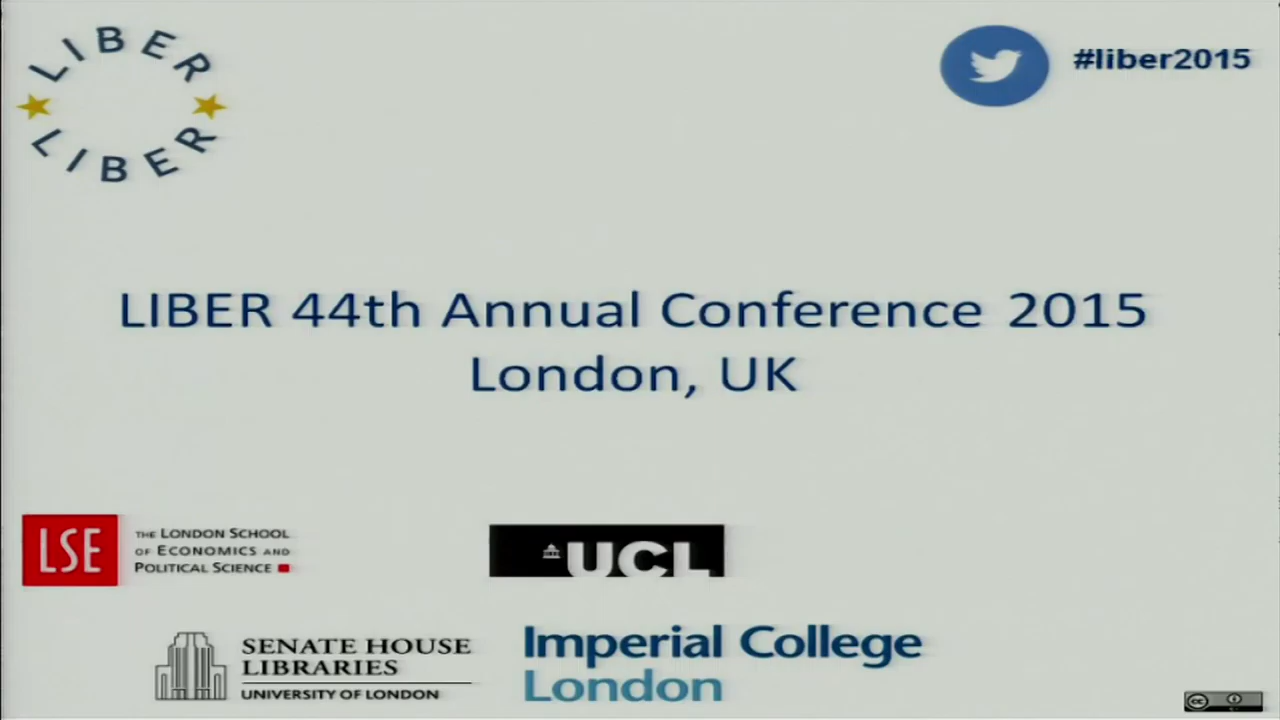 LIBER
LIBER
#liber2015
LIBER 44th Annual Conference 2015
London, UK
LSE
THE LONDON SCHOOL
OF ECONOMICS AND
POLITICAL SCIENCE
UCL
SENATE HOUSE
LIBRARIES
UNIVERSITY OF LONDON
Imperial College
London
cc